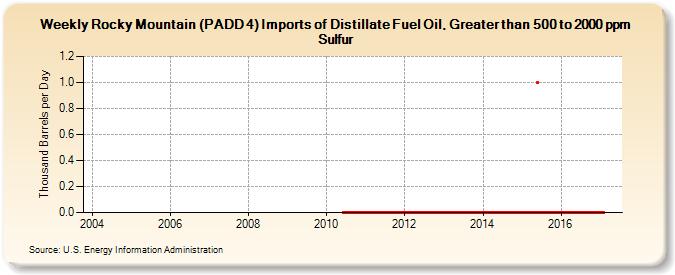 Weekly Rocky Mountain (PADD 4) Imports of Distillate Fuel Oil, Greater than 500 to 2000 ppm
Sulfur
Thousand Barrels per Day
1.2
1.0
0.8
0.6
0.4
0.2
0.0
2004 2006 2008 2010 2012 2014 2016
Source: U.S. Energy Information Administration